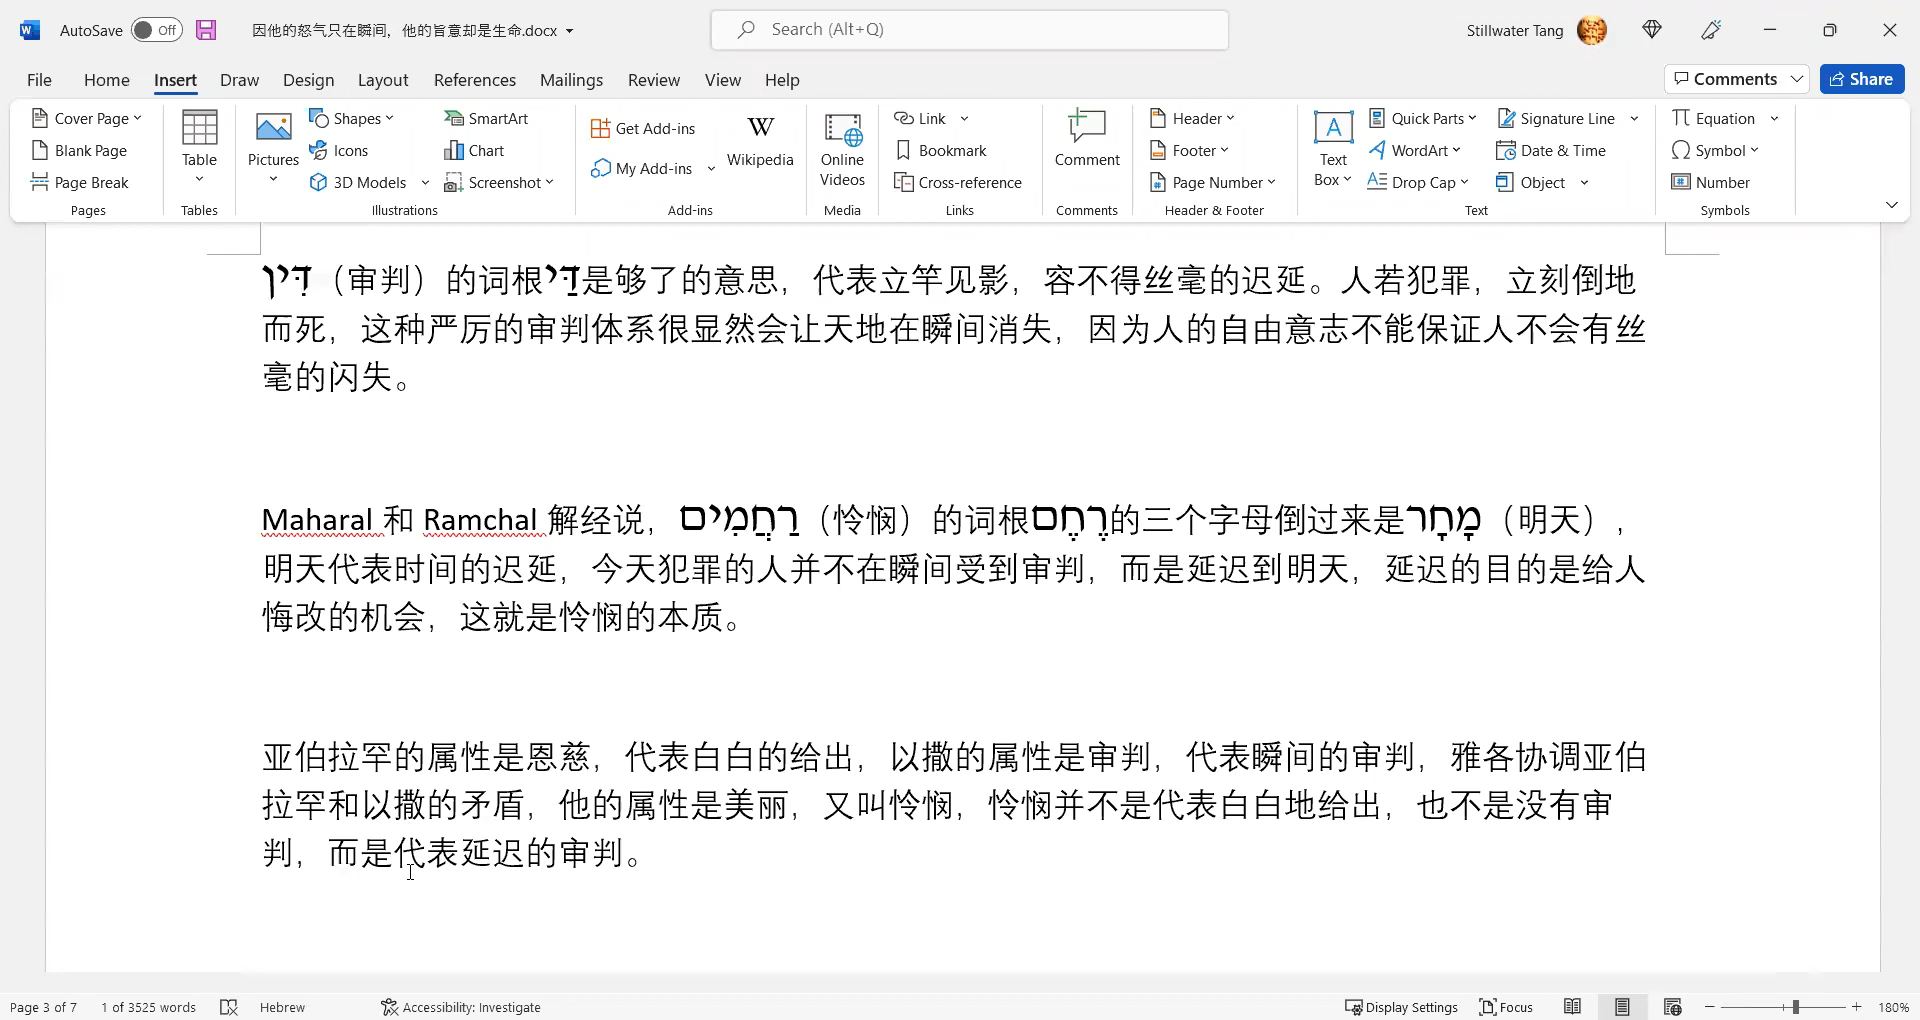 AutoSave Off 因他的怒气只在瞬间，他的旨意却是生命.docx Search (Alt+Q) Stillwater Tang
File Home Insert Draw Design Layout References Mailings Review View Help Comments Share
Cover Page
Blank Page
Page Break
Pages
Table
Tables
Pictures
Shapes
Icons
3D Models
SmartArt
Chart
Screenshot
Illustrations
Get Add-ins
My Add-ins
W
Wikipedia
Add-ins
Online
Videos
Media
Link
Bookmark
Cross-reference
Links
Comment
Comments
Header
Footer
Page Number
Header & Footer
Text
Box
Quick Parts
WordArt
Drop Cap
Signature Line
Date & Time
Object
Text
Equation
Symbol
Number
Symbols
דִּין（审判）的词根דַּי是够了的意思，代表立竿见影，容不得丝毫的迟延。人若犯罪，立刻倒地
而死，这种严厉的审判体系很显然会让天地在瞬间消失，因为人的自由意志不能保证人不会有丝
毫的闪失。
Maharal 和 Ramchal 解经说，רַחֲמִים（怜悯）的词根רֶחֶם的三个字母倒过来是מָחָר（明天），
明天代表时间的迟延，今天犯罪的人并不在瞬间受到审判，而是延迟到明天，延迟的目的是给人
悔改的机会，这就是怜悯的本质。
亚伯拉罕的属性是恩慈，代表白白的给出，以撒的属性是审判，代表瞬间的审判，雅各协调亚伯
拉罕和以撒的矛盾，他的属性是美丽，又叫怜悯，怜悯并不是代表白白地给出，也不是没有审
判，而是代表延迟的审判。
Page 3 of 7 1 of 3525 words Hebrew Accessibility: Investigate Display Settings Focus 180%